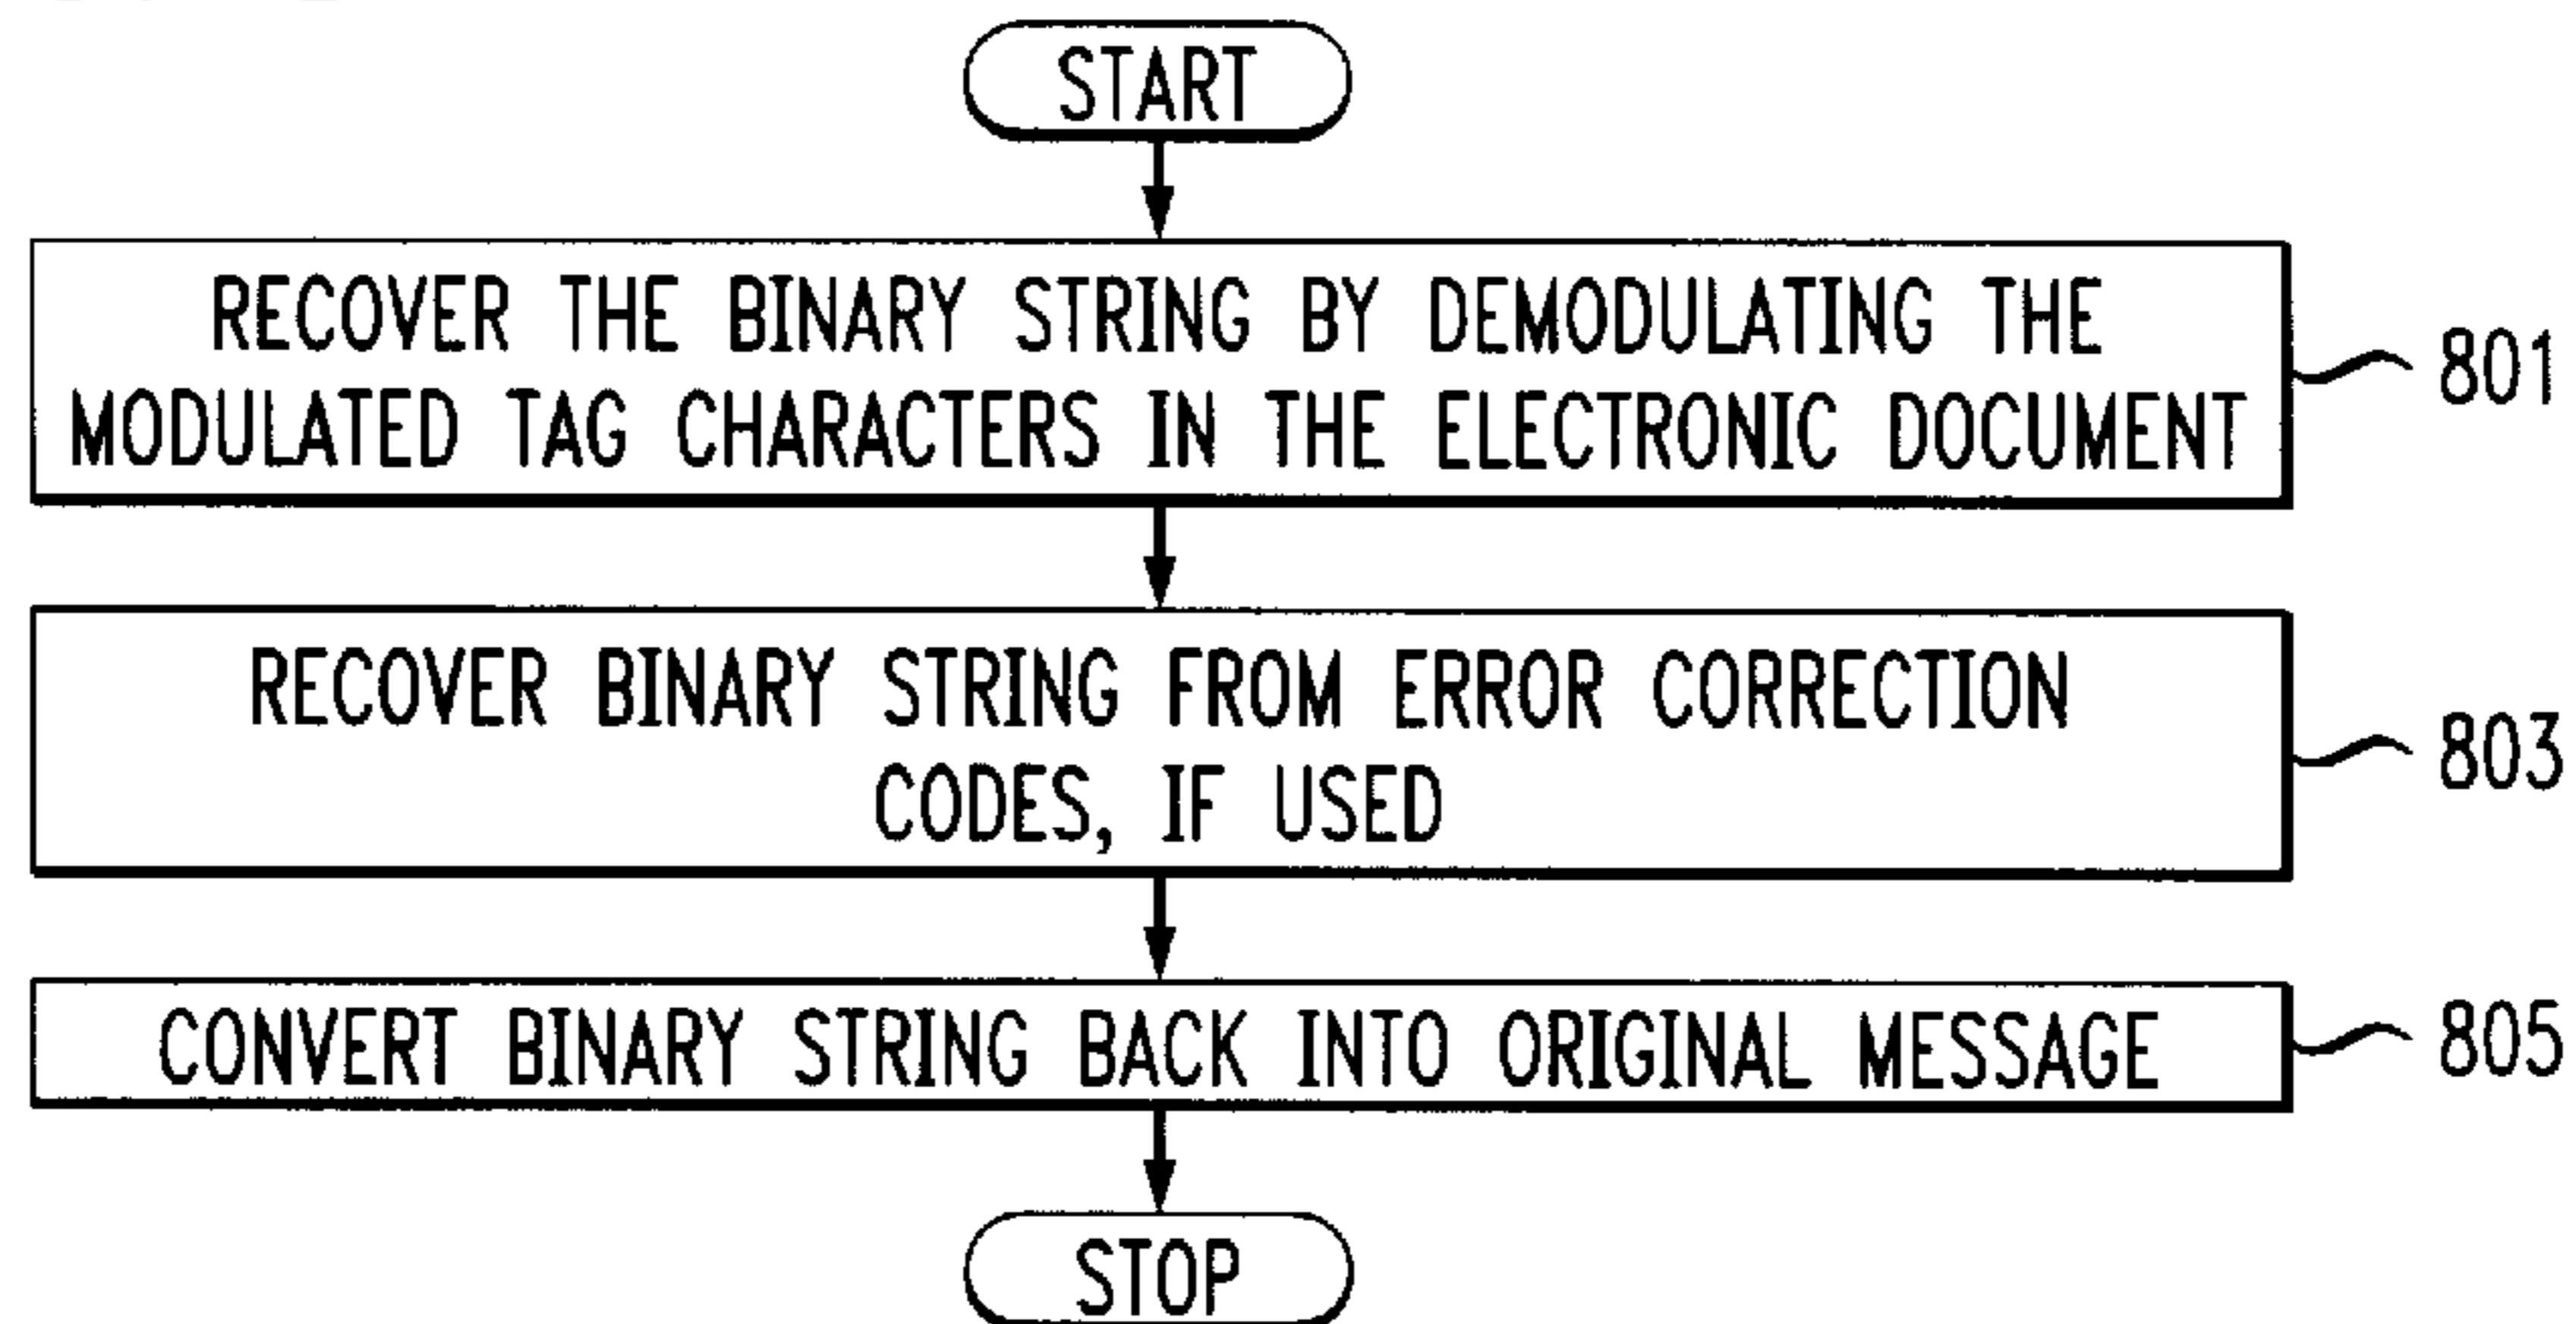 START
RECOVER THE BINARY STRING BY DEMODULATING THE
MODULATED TAG CHARACTERS IN THE ELECTRONIC DOCUMENT
801
RECOVER BINARY STRING FROM ERROR CORRECTION
CODES, IF USED
803
CONVERT BINARY STRING BACK INTO ORIGINAL MESSAGE
805
STOP